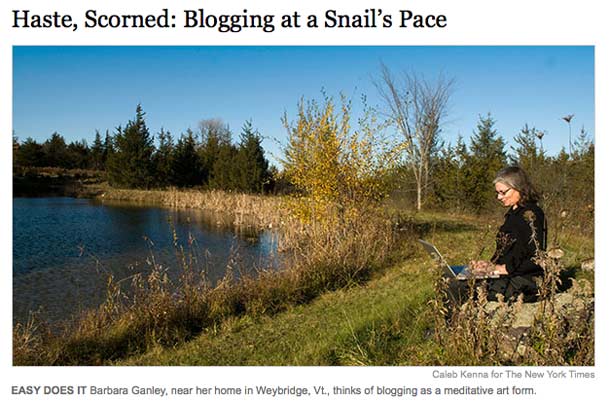 Haste, Scorned: Blogging at a Snail’s Pace
Caleb Kenna for The New York Times
EASY DOES IT Barbara Ganley, near her home in Weybridge, Vt., thinks of blogging as a meditative art form.